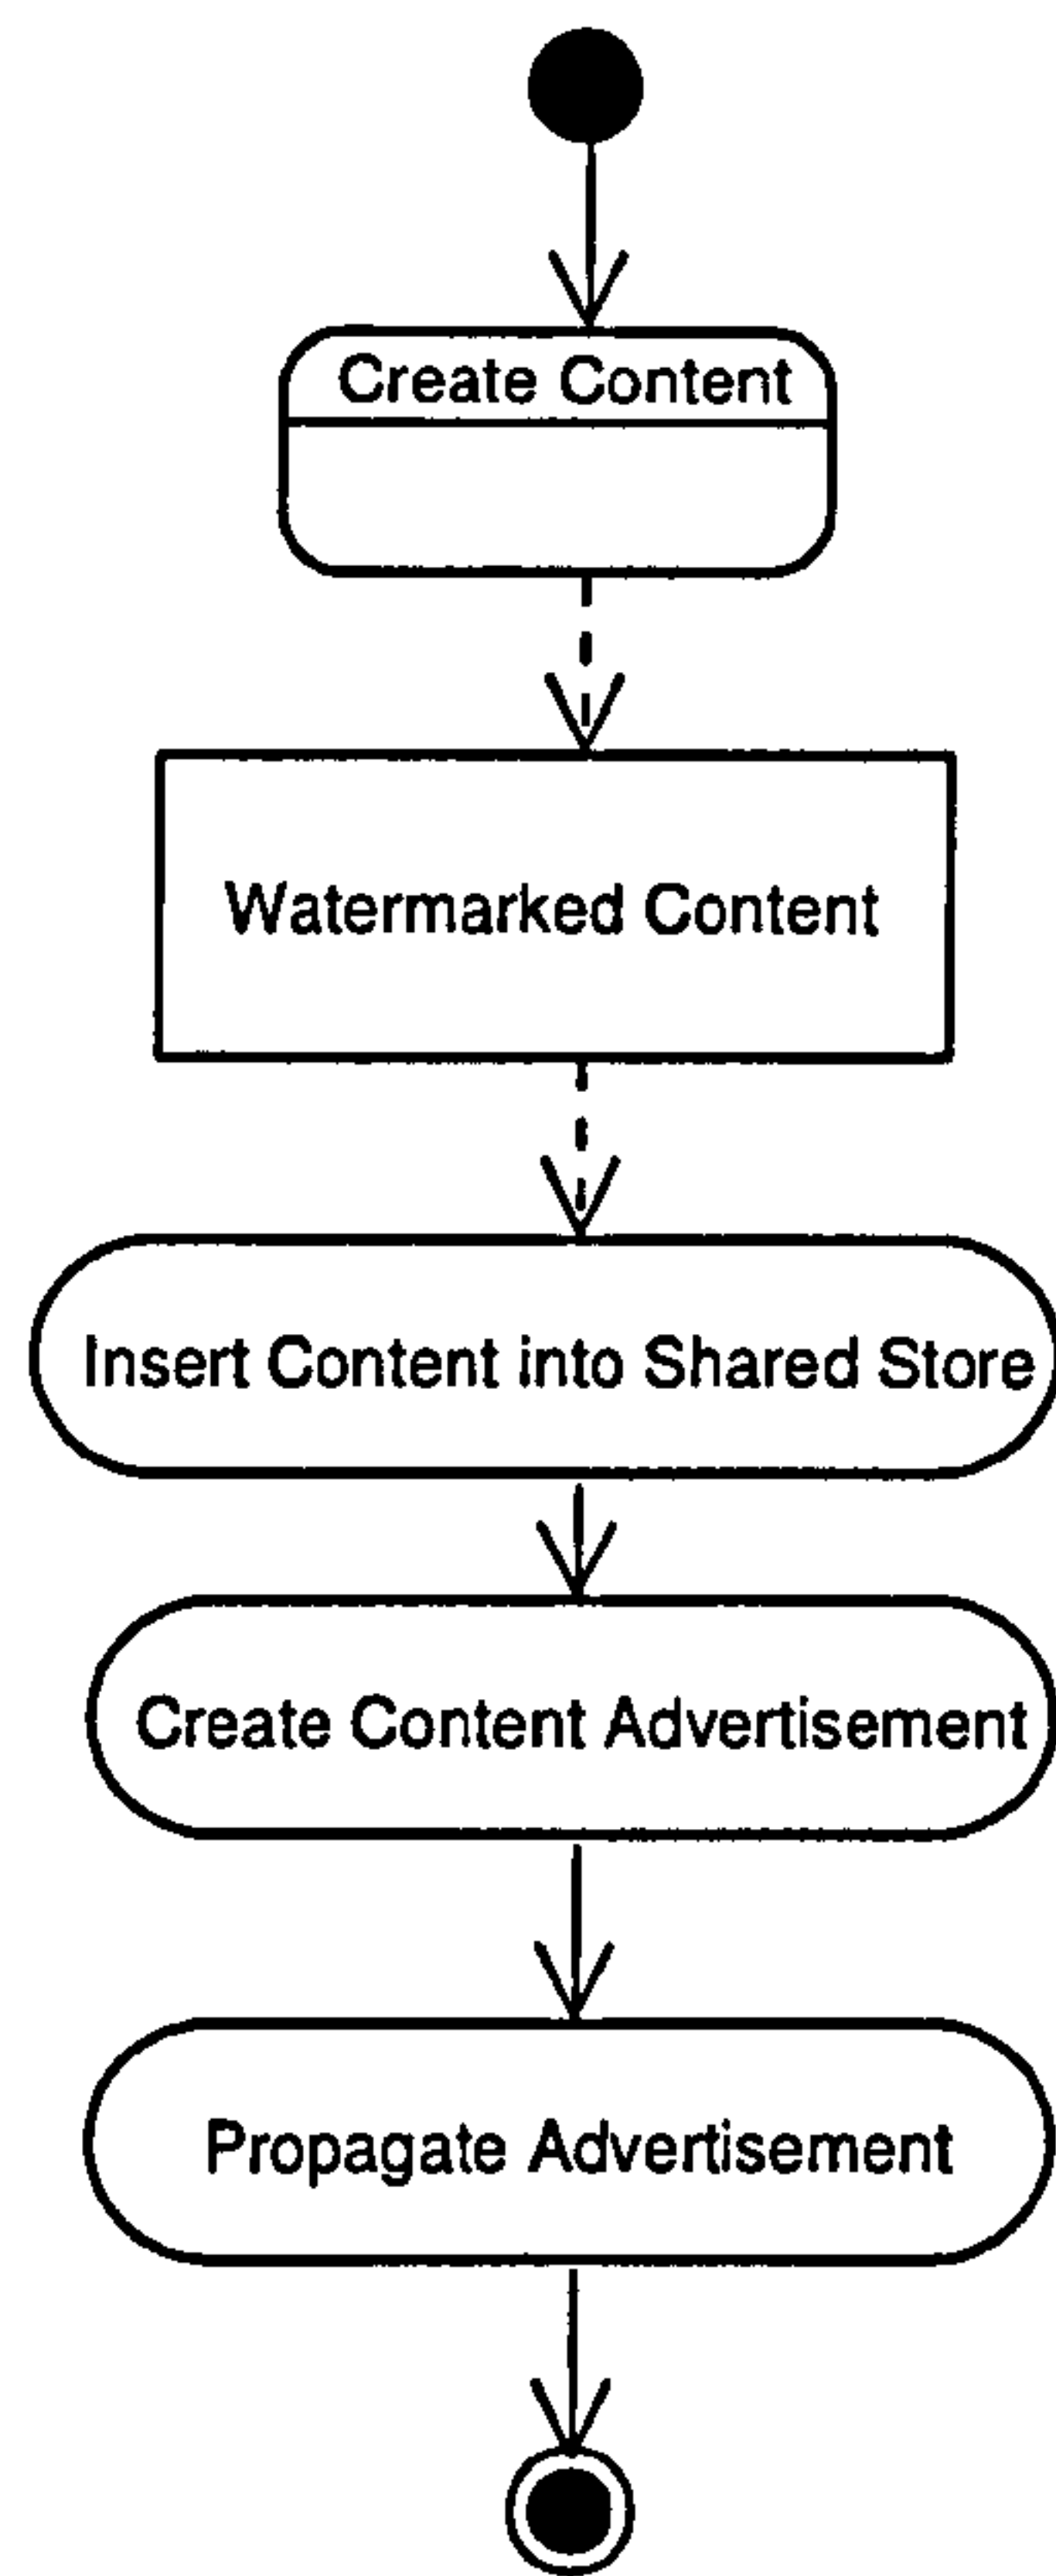 Create Content
Watermarked Content
Insert Content into Shared Store
Create Content Advertisement
Propagate Advertisement